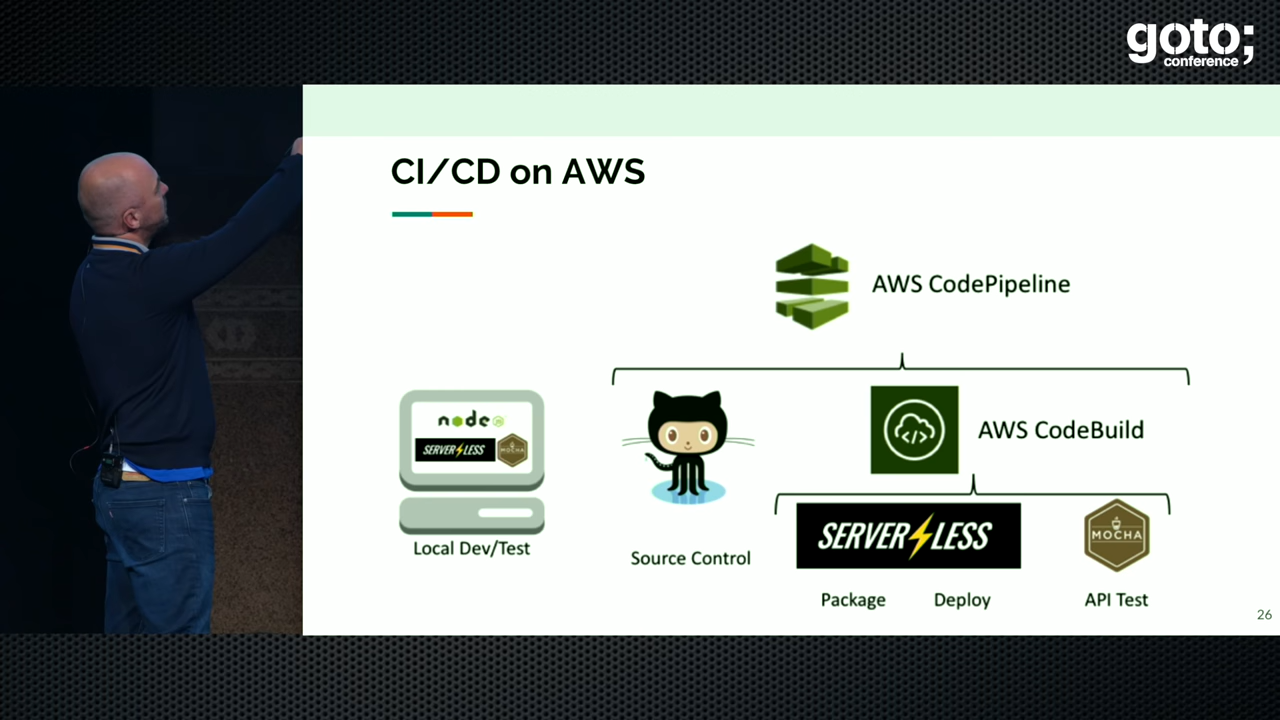 goto;
conference
CI/CD on AWS
AWS CodePipeline
node JS
SERVERLESS
MOCHA
Local Dev/Test
Source Control
AWS CodeBuild
SERVERLESS
MOCHA
Package
Deploy
API Test
26